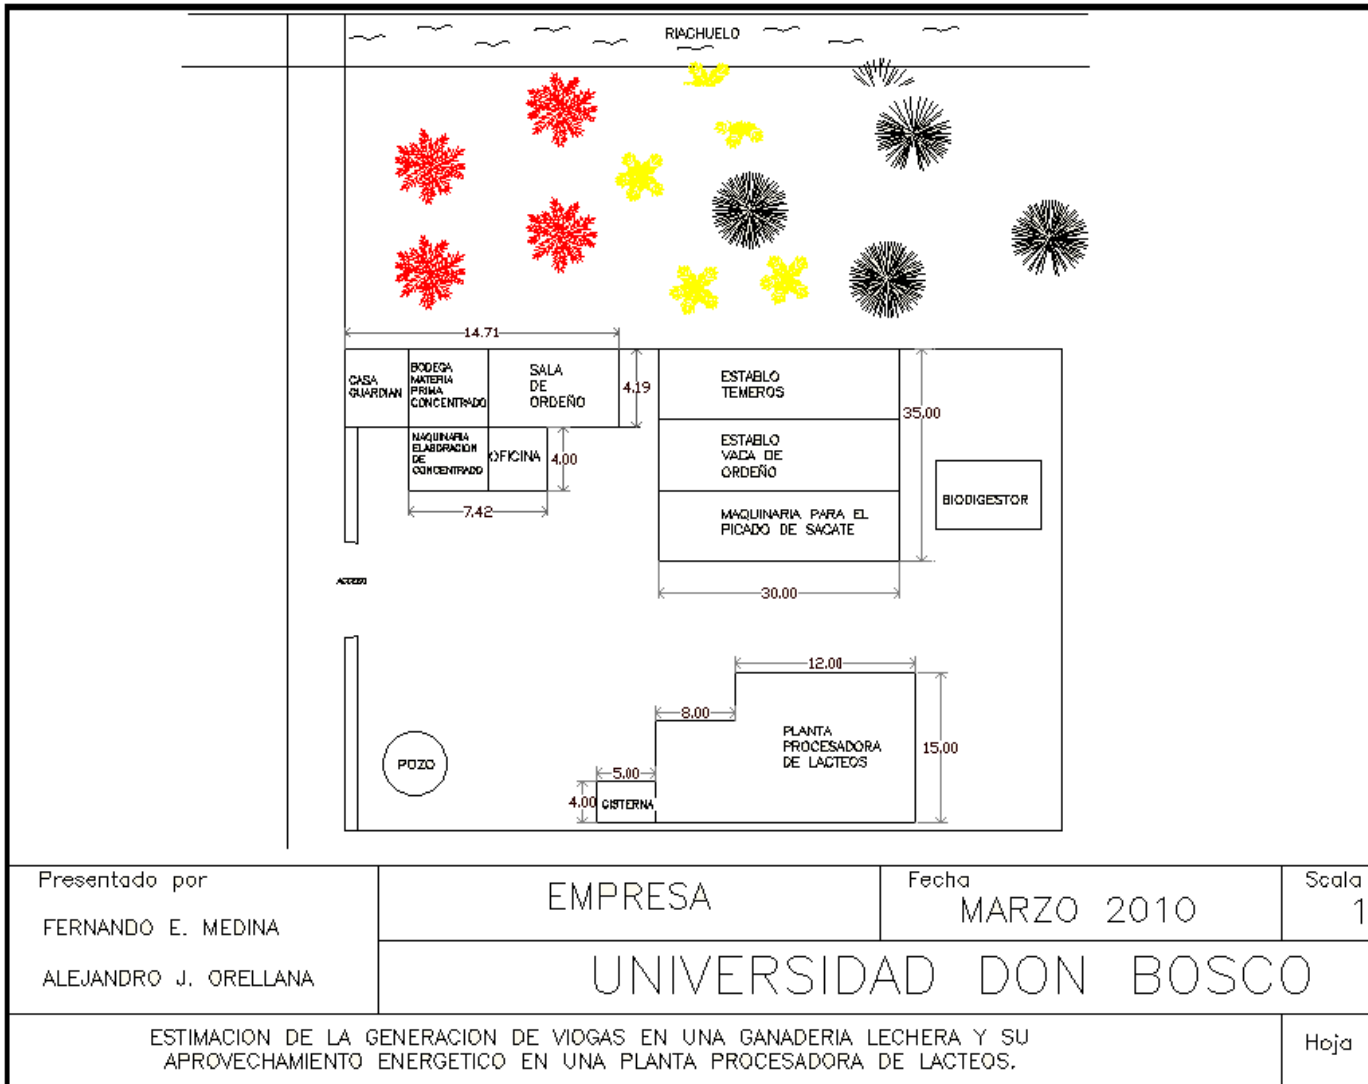 RIACHUELO
14.71
CASA
GUARDIAN
BODEGA
MATERIA
PRIMA
CONCENTRADO
SALA
DE
ORDEÑO
4.19
MAQUINARIA
ELABORACION
DE
CONCENTRADO
OFICINA
4.00
7.42
ESTABLO
TEMEROS
ESTABLO
VACA DE
ORDEÑO
MAQUINARIA PARA EL
PICADO DE SACATE
35.00
30.00
BIODIGESTOR
ACCESO
12.00
8.00
PLANTA
PROCESADORA
DE LACTEOS
15.00
5.00
4.00
CISTERNA
POZO
Presentado por
FERNANDO E. MEDINA
ALEJANDRO J. ORELLANA
EMPRESA
Fecha
MARZO 2010
Scala
1
UNIVERSIDAD DON BOSCO
ESTIMACION DE LA GENERACION DE VIOGAS EN UNA GANADERIA LECHERA Y SU
APROVECHAMIENTO ENERGETICO EN UNA PLANTA PROCESADORA DE LACTEOS.
Hoja